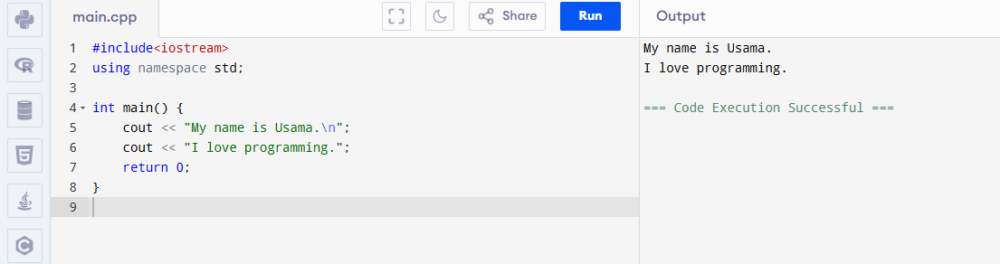 main.cpp
Share
Run
Output
1 #include<iostream>
2 using namespace std;
3
4 int main() {
5     cout << "My name is Usama.\n";
6     cout << "I love programming.";
7     return 0;
8 }
9
My name is Usama.
I love programming.
=== Code Execution Successful ===